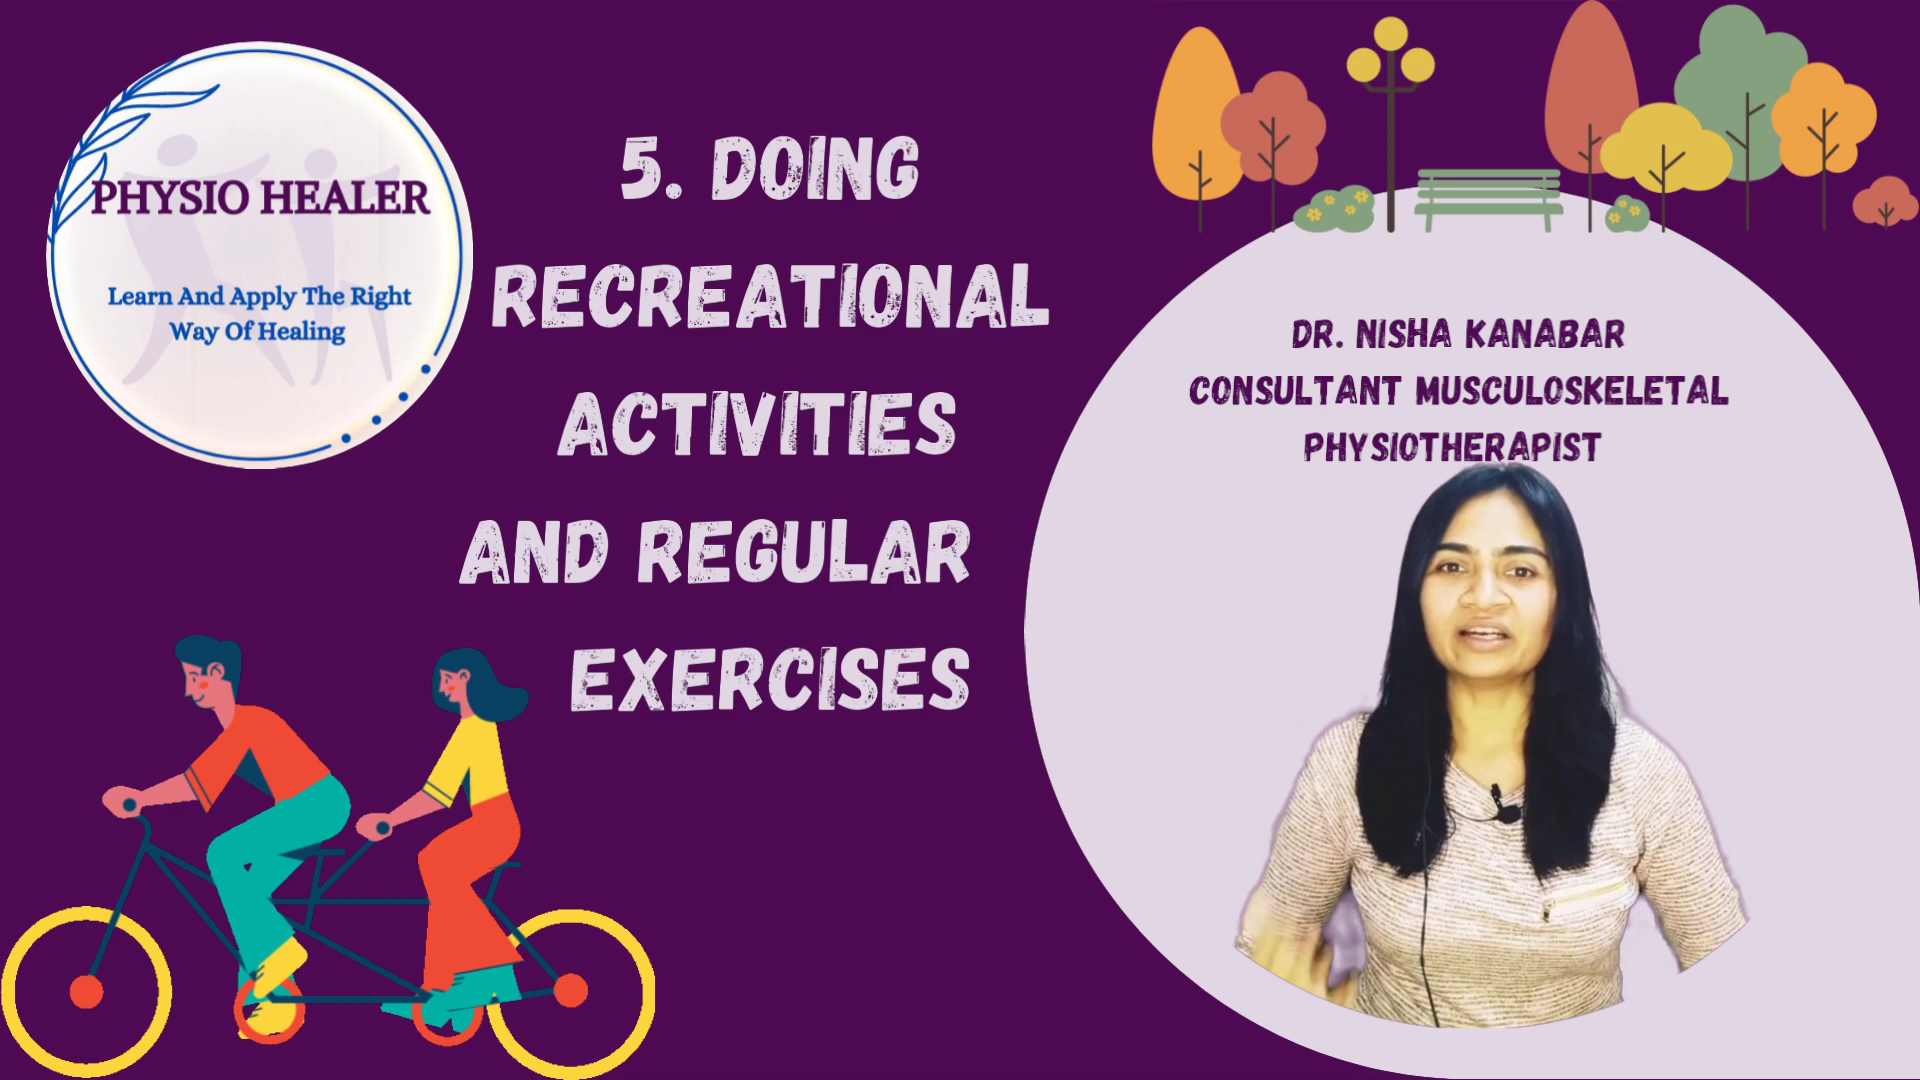 PHYSIO HEALER
Learn And Apply The Right
Way Of Healing
5. DOING
RECREATIONAL
ACTIVITIES
AND REGULAR
EXERCISES
DR. NISHA KANABAR
CONSULTANT MUSCULOSKELETAL
PHYSIOTHERAPIST